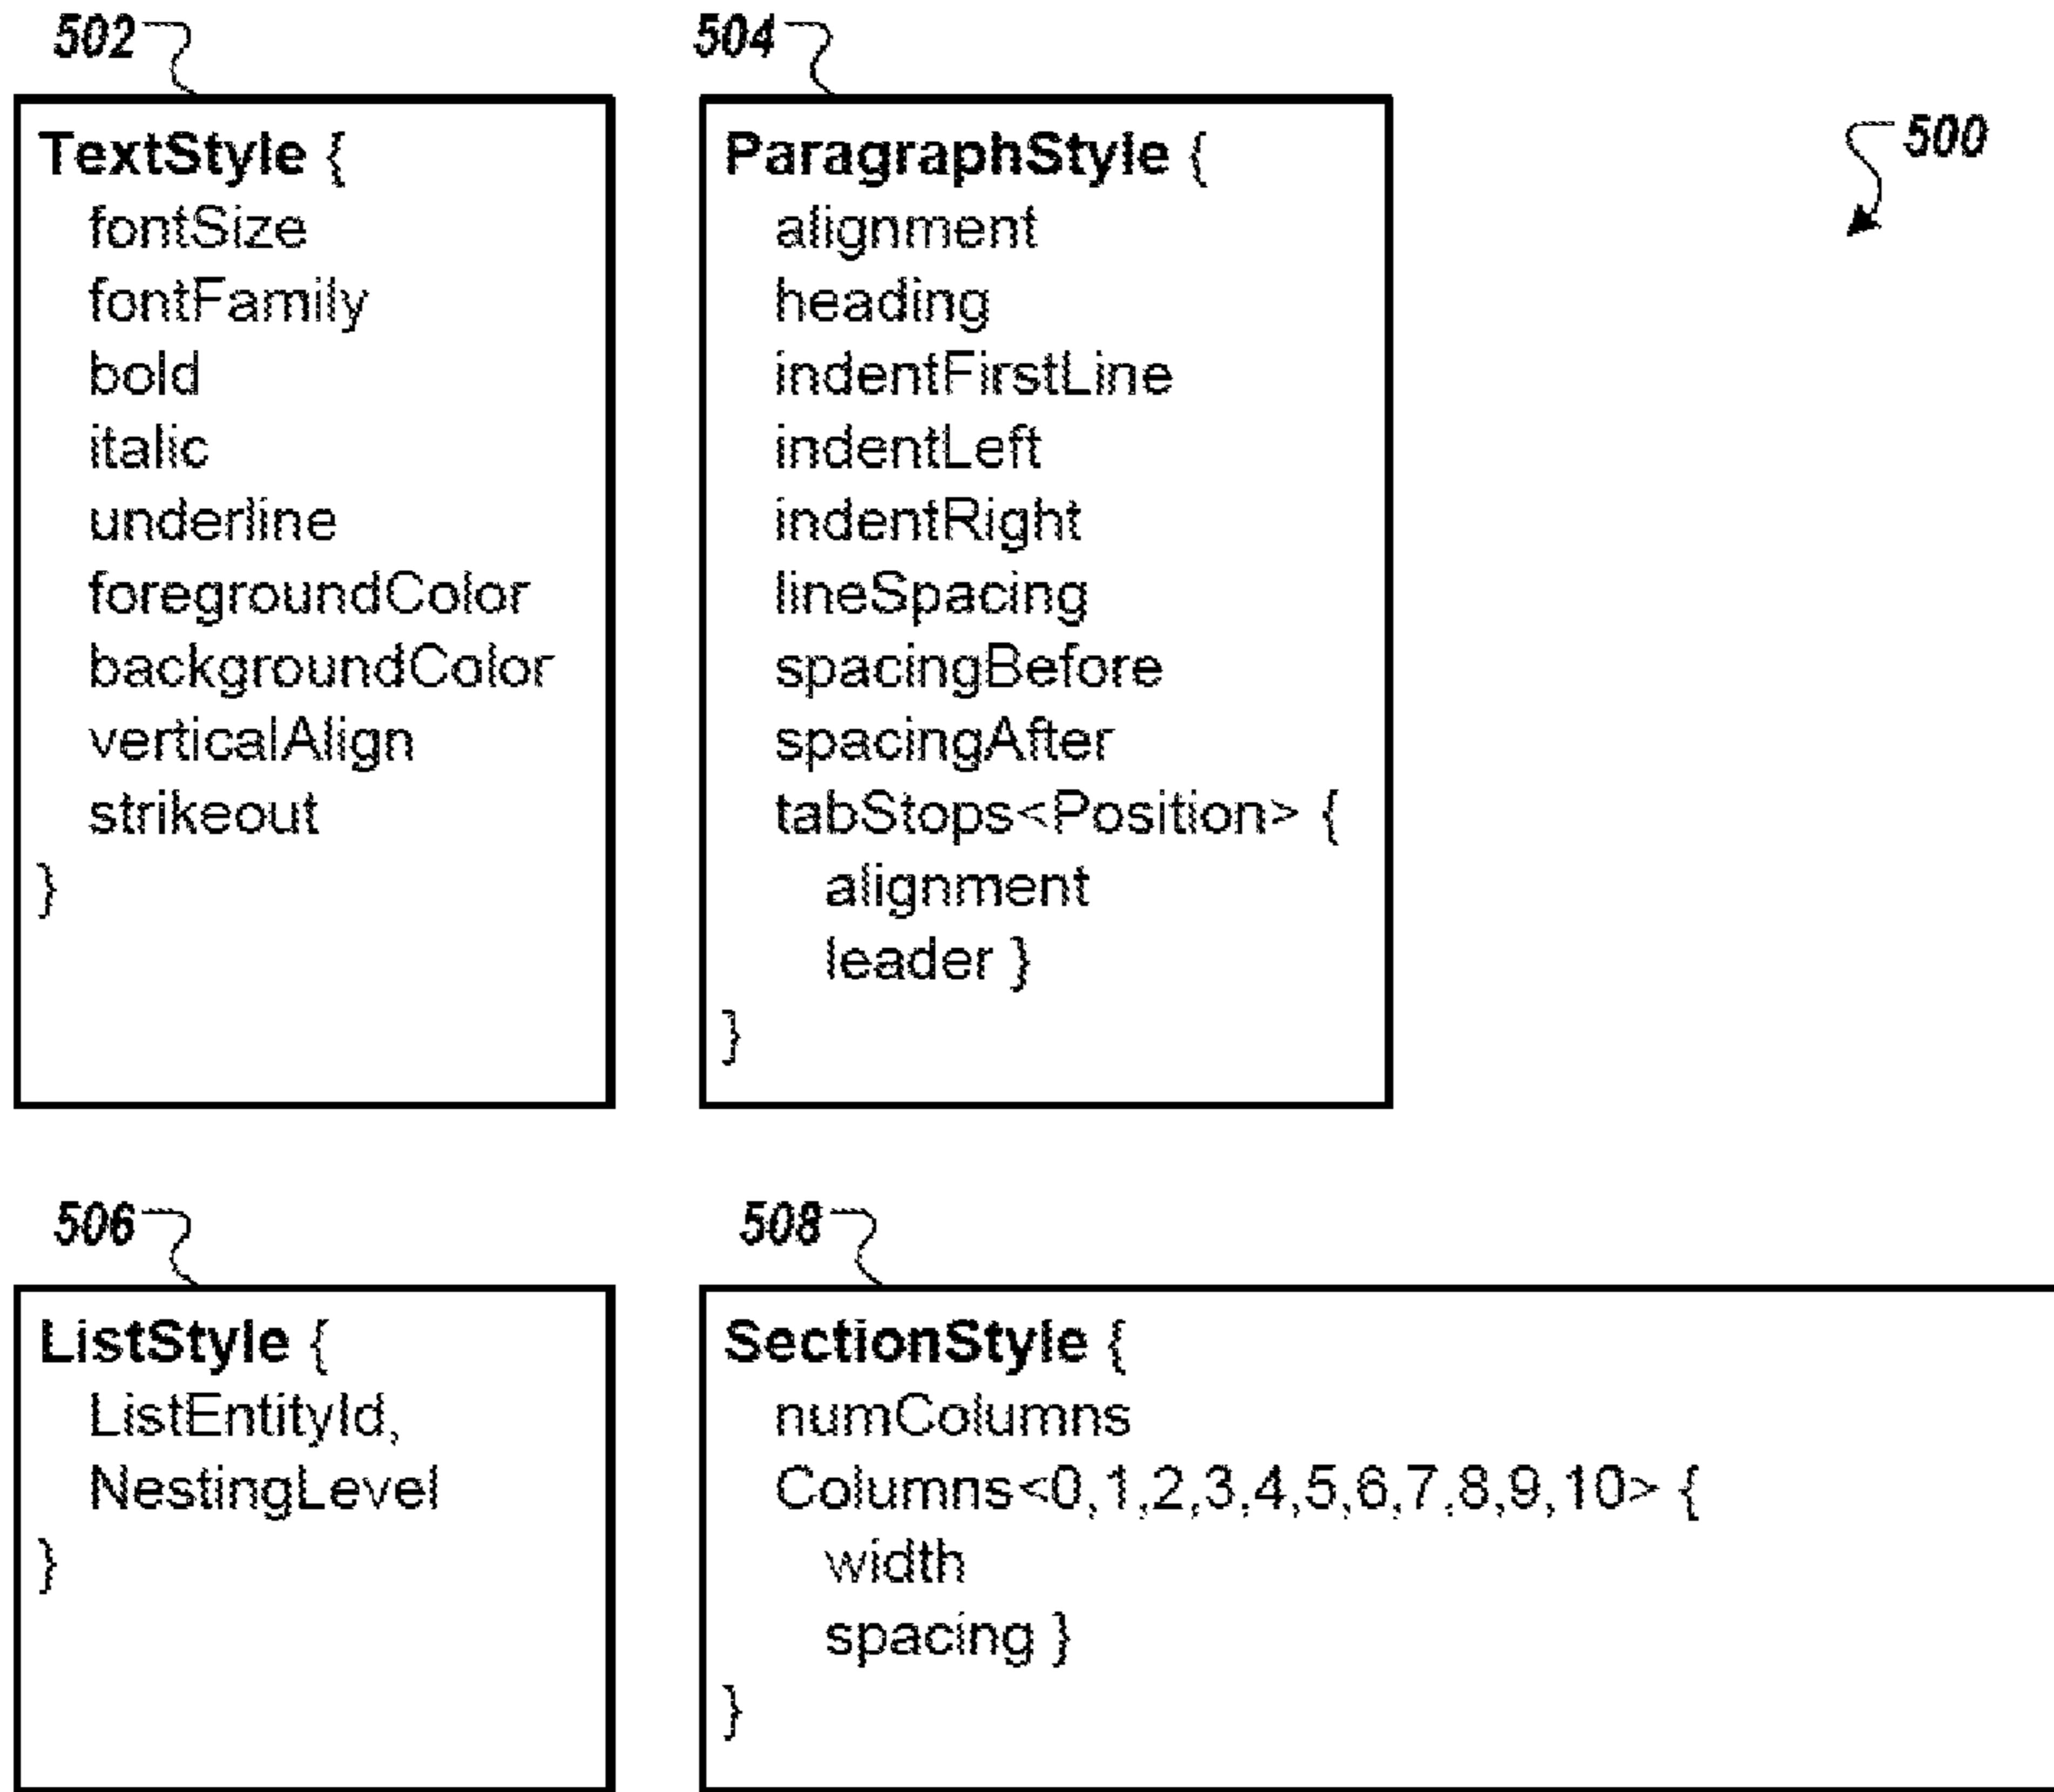 502
TextStyle {
fontSize
fontFamily
bold
italic
underline
foregroundColor
backgroundColor
verticalAlign
strikeout
}
504
ParagraphStyle {
alignment
heading
indentFirstLine
indentLeft
indentRight
lineSpacing
spacingBefore
spacingAfter
tabStops<Position> {
alignment
leader }
}
500
506
ListStyle {
ListEntityId,
NestingLevel
}
508
SectionStyle {
numColumns
Columns<0,1,2,3,4,5,6,7,8,9,10> {
width
spacing }
}